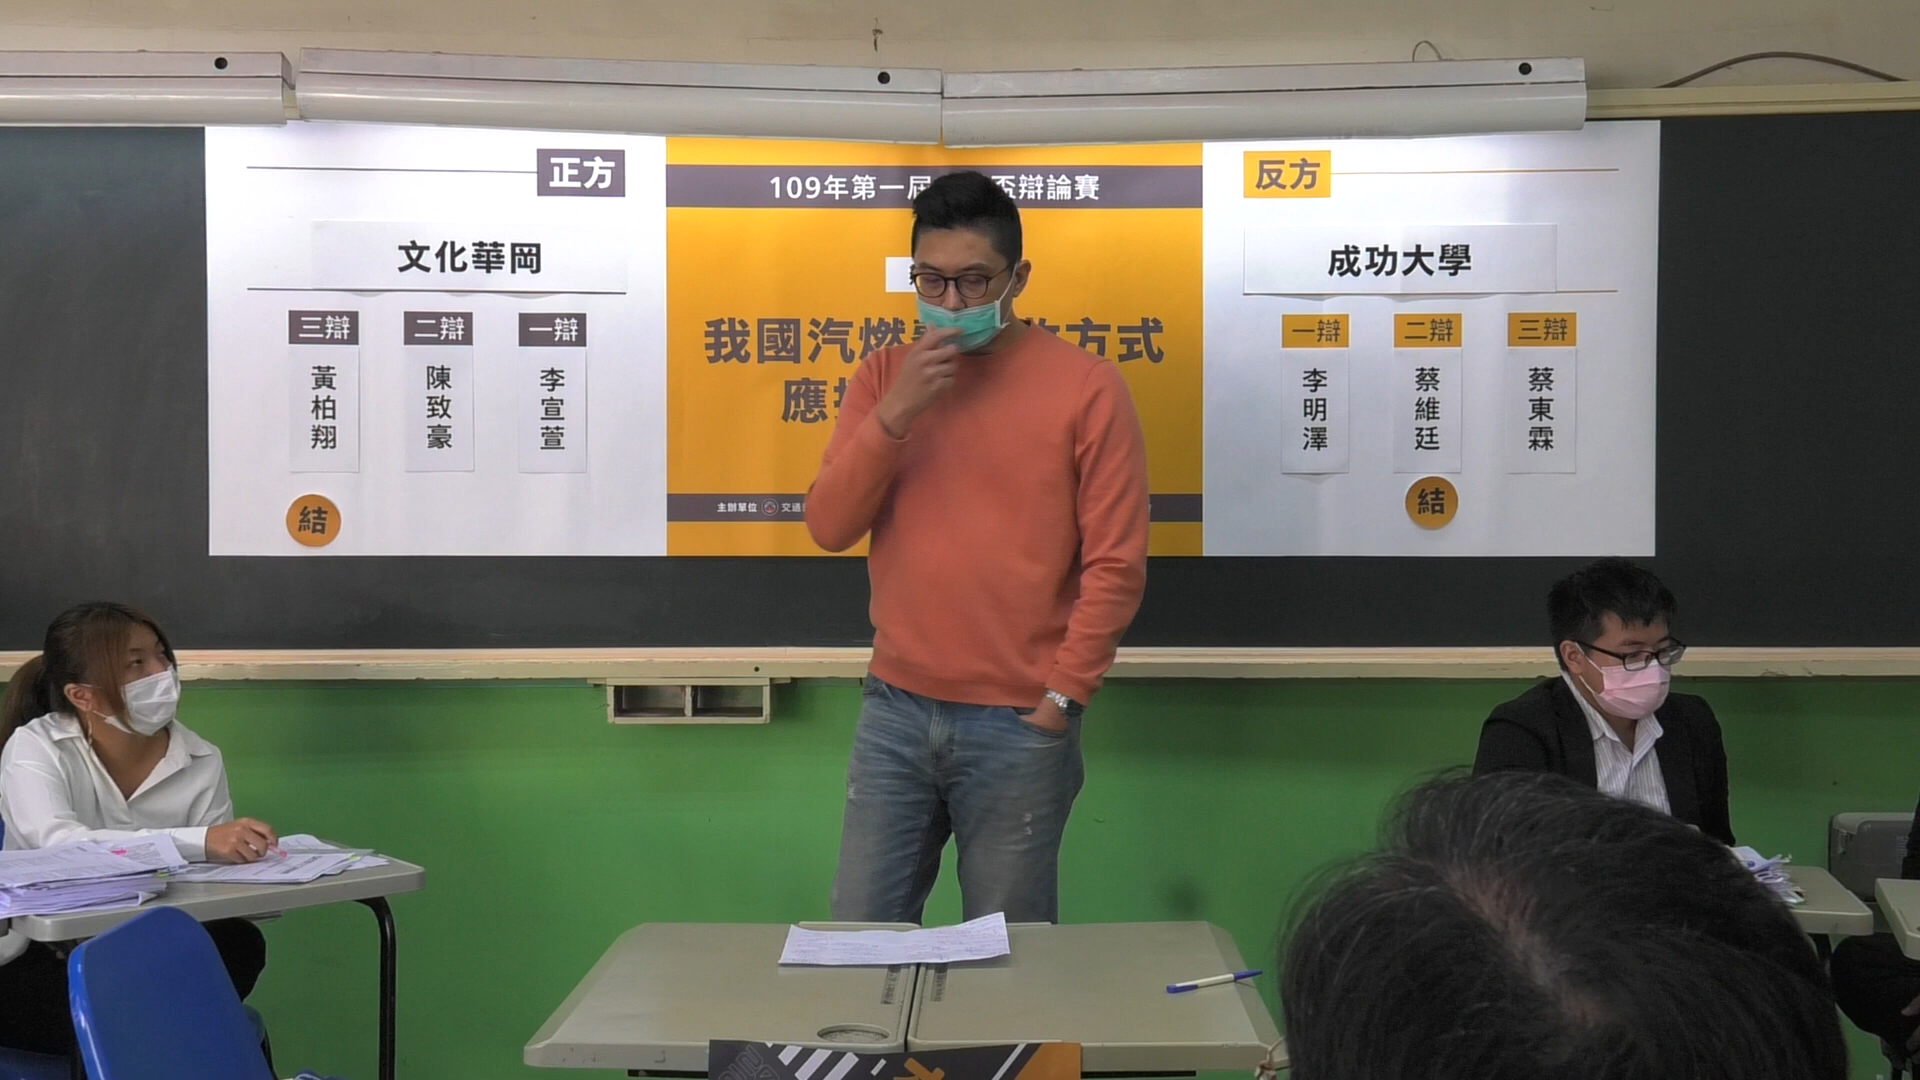 正方
文化華岡
三辯
二辯
一辯
黃柏翔
陳致豪
李宣萱
結
109年第一屆 盃辯論賽
我國汽燃 方式
應
主辦單位 交通
反方
成功大學
一辯
二辯
三辯
李明澤
蔡維廷
蔡東霖
結